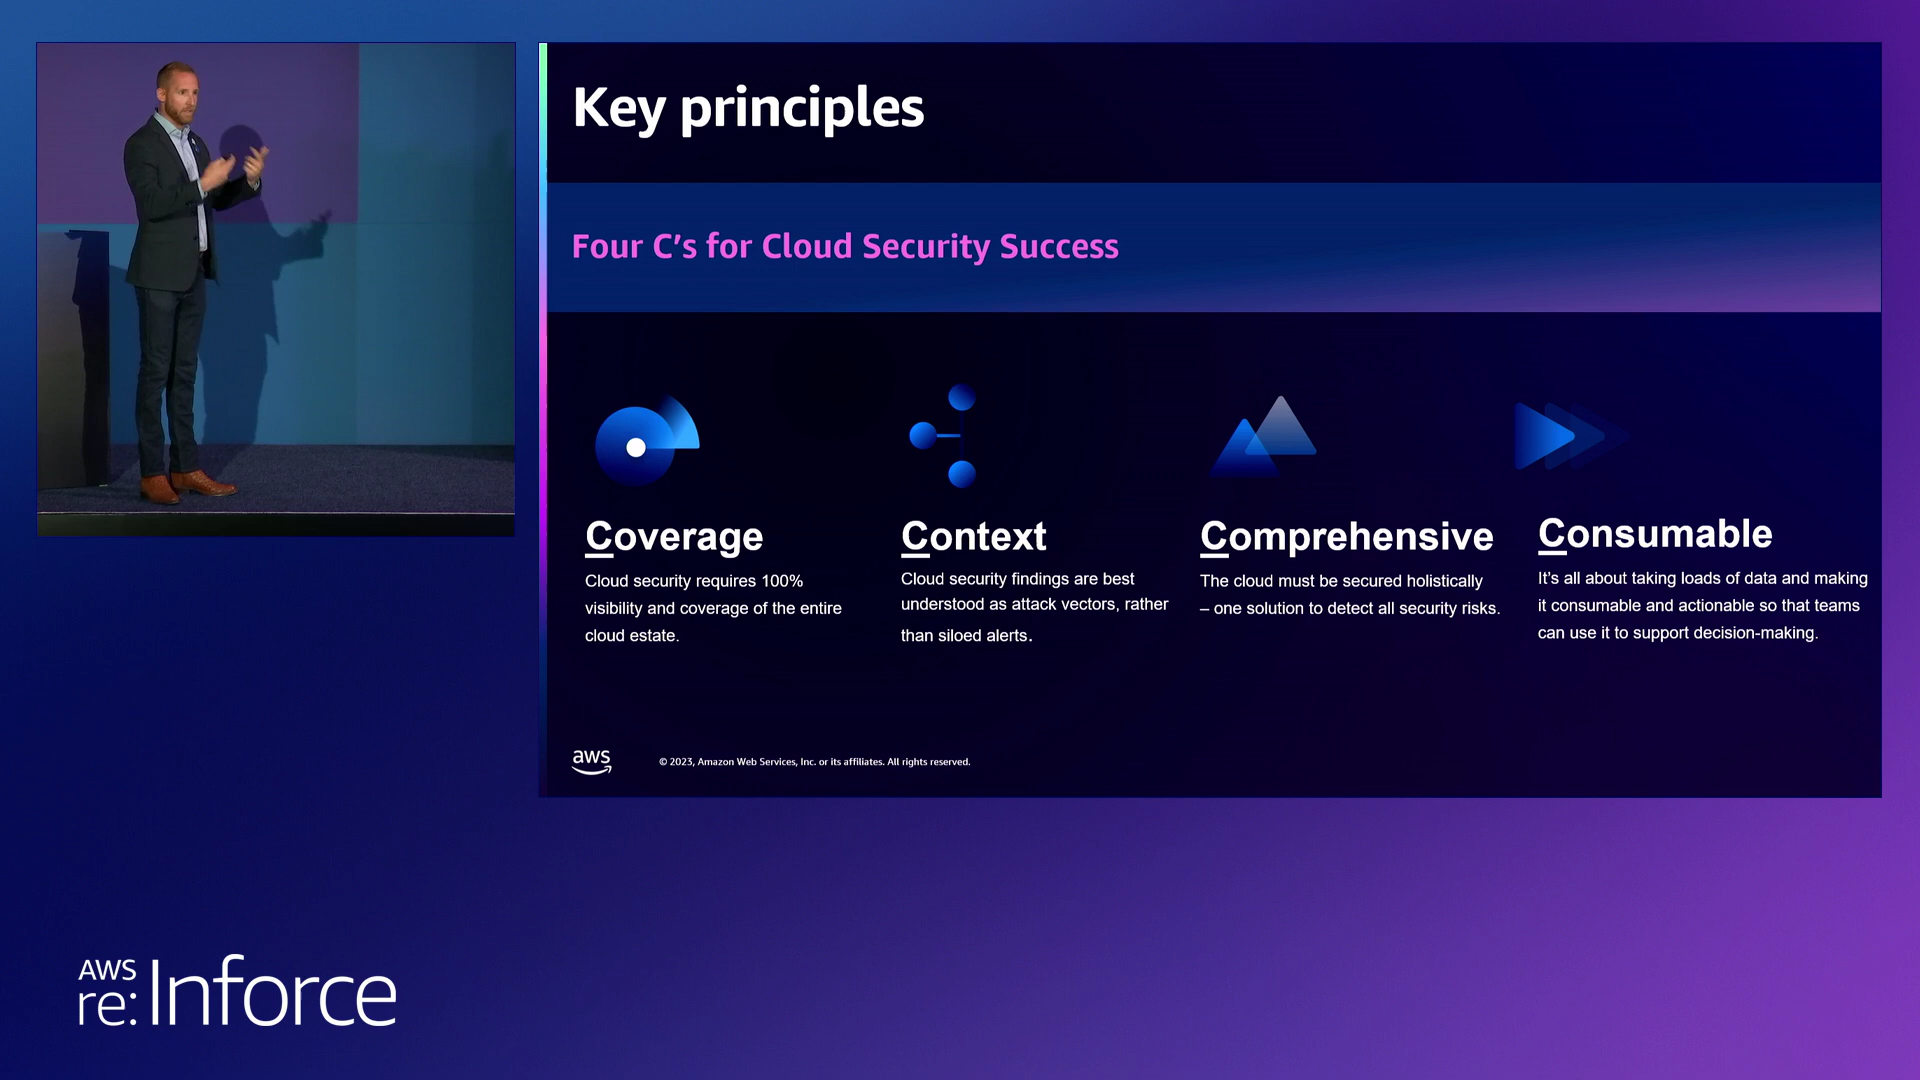 Key principles
Four C’s for Cloud Security Success
Coverage
Cloud security requires 100%
visibility and coverage of the entire
cloud estate.
Context
Cloud security findings are best
understood as attack vectors, rather
than siloed alerts.
Comprehensive
The cloud must be secured holistically
– one solution to detect all security risks.
Consumable
It’s all about taking loads of data and making
it consumable and actionable so that teams
can use it to support decision-making.
aws
© 2023, Amazon Web Services, Inc. or its affiliates. All rights reserved.
AWS
re:Inforce